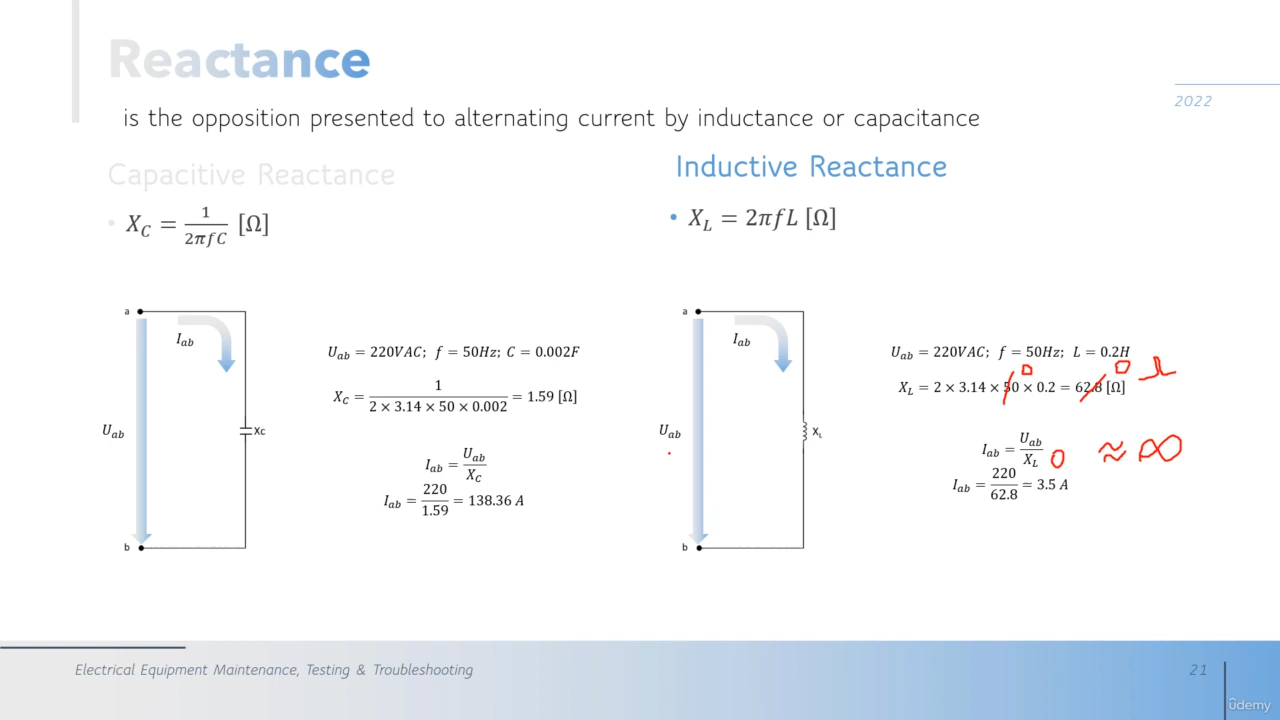 Reactance
2022
is the opposition presented to alternating current by inductance or capacitance
Capacitive Reactance
• X_C = 1/(2πfC) [Ω]
a
I_ab
U_ab
Xc
b
U_ab = 220VAC; f = 50Hz; C = 0.002F
X_C = 1/(2 × 3.14 × 50 × 0.002) = 1.59 [Ω]
I_ab = U_ab/X_C
I_ab = 220/1.59 = 138.36 A
Inductive Reactance
• X_L = 2πfL [Ω]
a
I_ab
U_ab
X_L
b
U_ab = 220VAC; f = 50Hz; L = 0.2H
0 0
X_L = 2 × 3.14 × 50 × 0.2 = 62.8 [Ω]
I_ab = U_ab/X_L 0 ≈ ∞
I_ab = 220/62.8 = 3.5 A
Electrical Equipment Maintenance, Testing & Troubleshooting
21
ûdemy